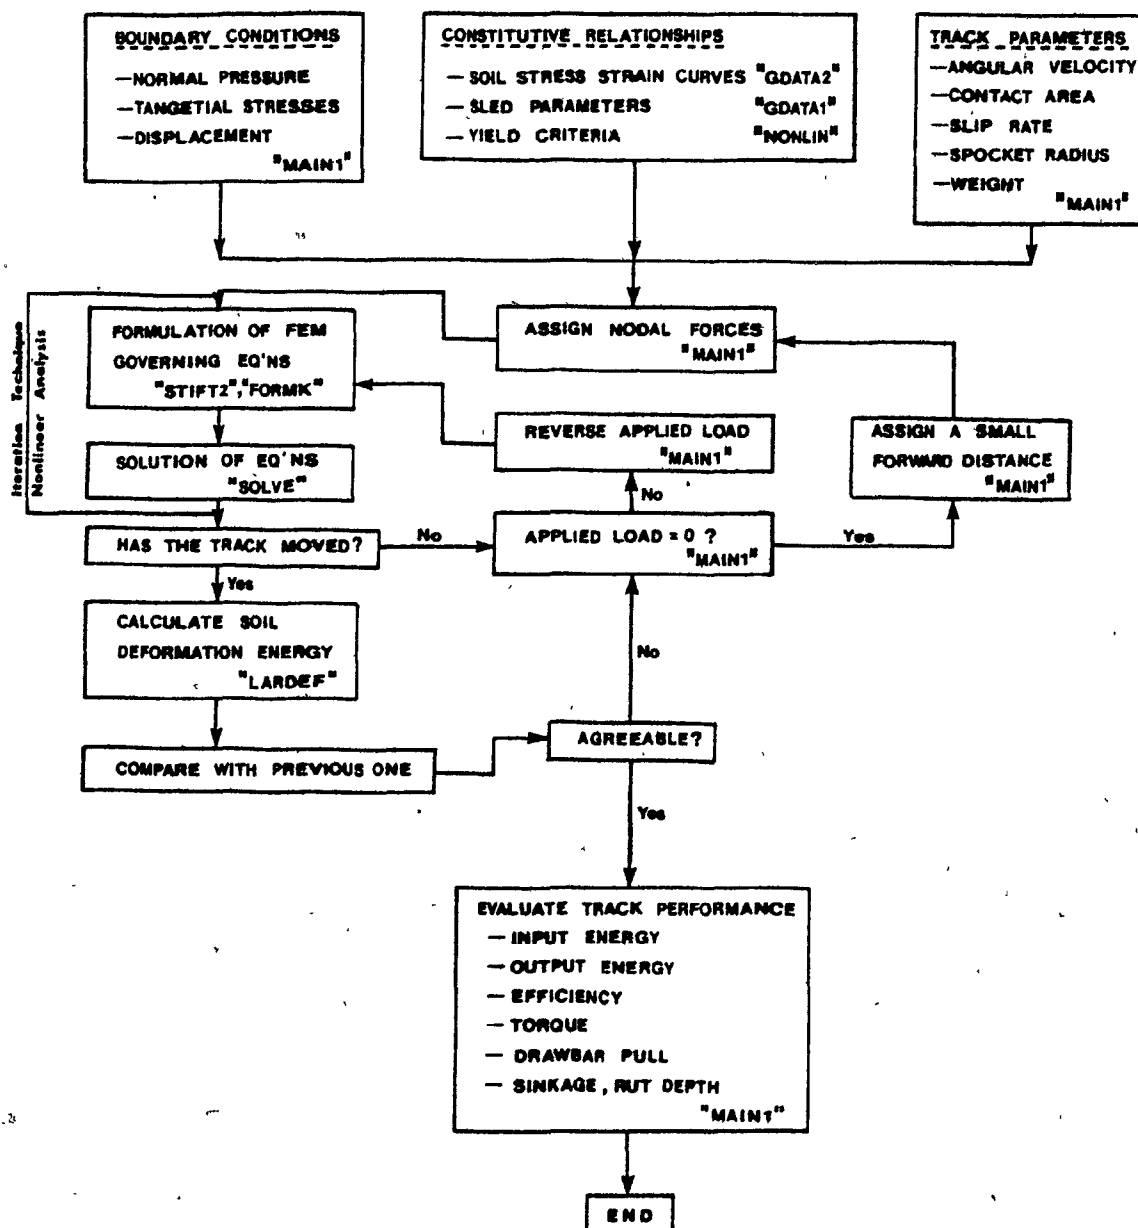 BOUNDARY CONDITIONS
—NORMAL PRESSURE
—TANGETIAL STRESSES
—DISPLACEMENT
"MAIN1"
CONSTITUTIVE RELATIONSHIPS
—SOIL STRESS STRAIN CURVES "GDATA2"
—SLED PARAMETERS "GDATA1"
—YIELD CRITERIA "NONLIN"
TRACK PARAMETERS
—ANGULAR VELOCITY
—CONTACT AREA
—SLIP RATE
—SPOCKET RADIUS
—WEIGHT
"MAIN1"
Iteration Technique
Nonlineer Analysis
FORMULATION OF FEM
GOVERNING EQ'NS
"STIFT2","FORMK"
ASSIGN NODAL FORCES
"MAIN1"
REVERSE APPLIED LOAD
"MAIN1"
ASSIGN A SMALL
FORWARD DISTANCE
"MAIN1"
SOLUTION OF EQ'NS
"SOLVE"
No
HAS THE TRACK MOVED?
No
APPLIED LOAD = 0 ?
"MAIN1"
Yes
Yes
CALCULATE SOIL
DEFORMATION ENERGY
"LARDEF"
No
AGREEABLE?
COMPARE WITH PREVIOUS ONE
Yes
EVALUATE TRACK PERFORMANCE
— INPUT ENERGY
— OUTPUT ENERGY
— EFFICIENCY
— TORQUE
— DRAWBAR PULL
— SINKAGE, RUT DEPTH
"MAIN1"
END